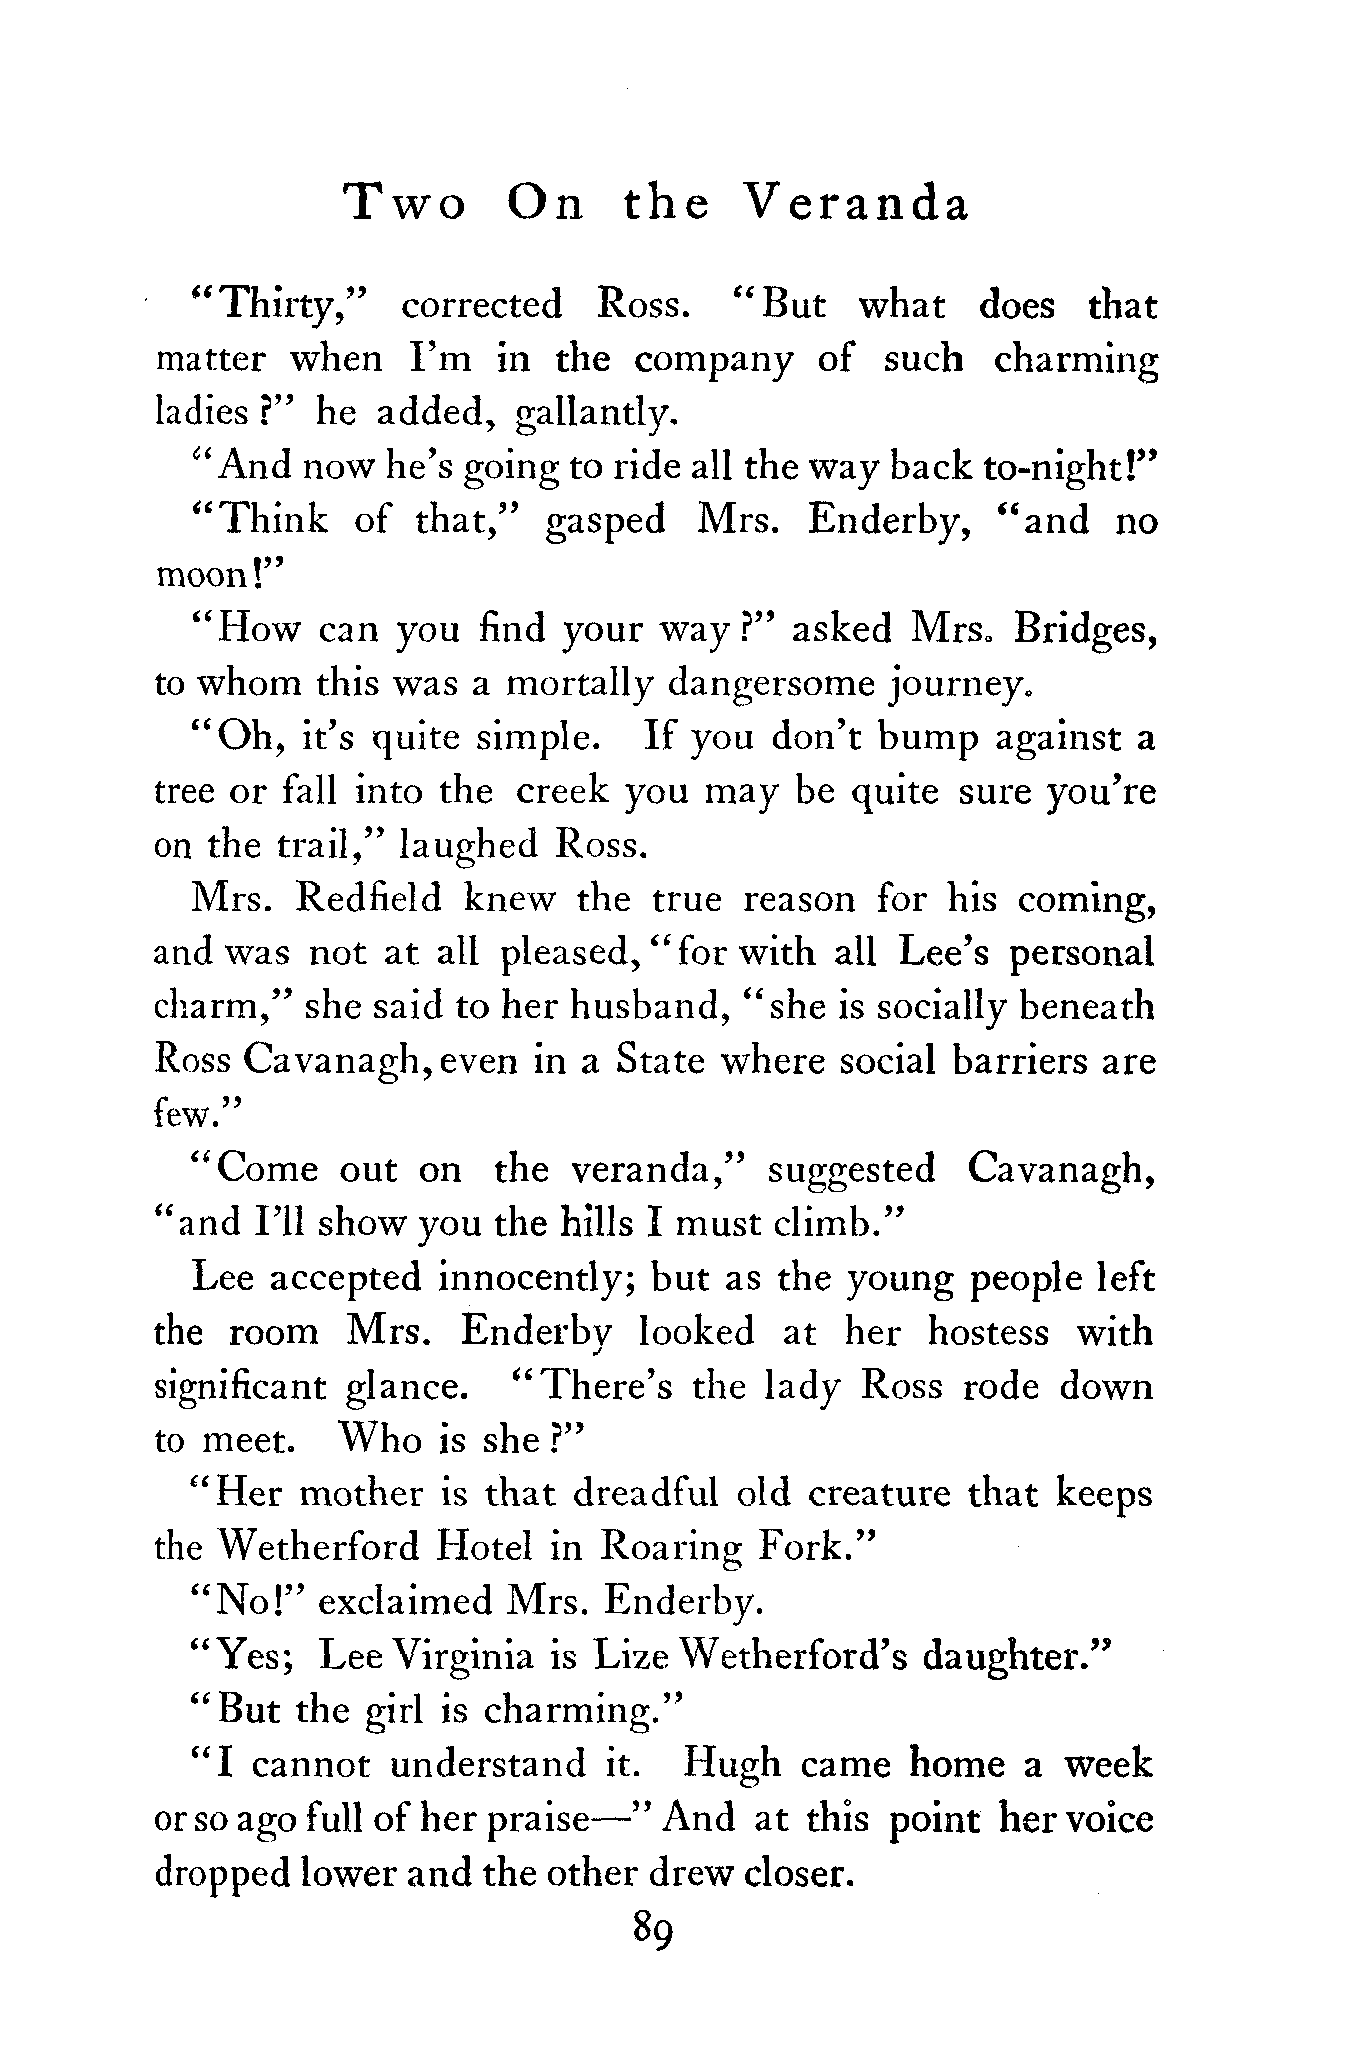 Two On the Veranda
"Thirty," corrected Ross. "But what does that
matter when I'm in the company of such charming
ladies?" he added, gallantly.
"And now he's going to ride all the way back to-night!"
"Think of that," gasped Mrs. Enderby, "and no
moon!"
"How can you find your way?" asked Mrs. Bridges,
to whom this was a mortally dangersome journey.
"Oh, it's quite simple. If you don't bump against a
tree or fall into the creek you may be quite sure you're
on the trail," laughed Ross.
Mrs. Redfield knew the true reason for his coming,
and was not at all pleased, "for with all Lee's personal
charm," she said to her husband, "she is socially beneath
Ross Cavanagh, even in a State where social barriers are
few."
"Come out on the veranda," suggested Cavanagh,
"and I'll show you the hills I must climb."
Lee accepted innocently; but as the young people left
the room Mrs. Enderby looked at her hostess with
significant glance. "There's the lady Ross rode down
to meet. Who is she?"
"Her mother is that dreadful old creature that keeps
the Wetherford Hotel in Roaring Fork."
"No!" exclaimed Mrs. Enderby.
"Yes; Lee Virginia is Lize Wetherford's daughter."
"But the girl is charming."
"I cannot understand it. Hugh came home a week
or so ago full of her praise—" And at this point her voice
dropped lower and the other drew closer.
89